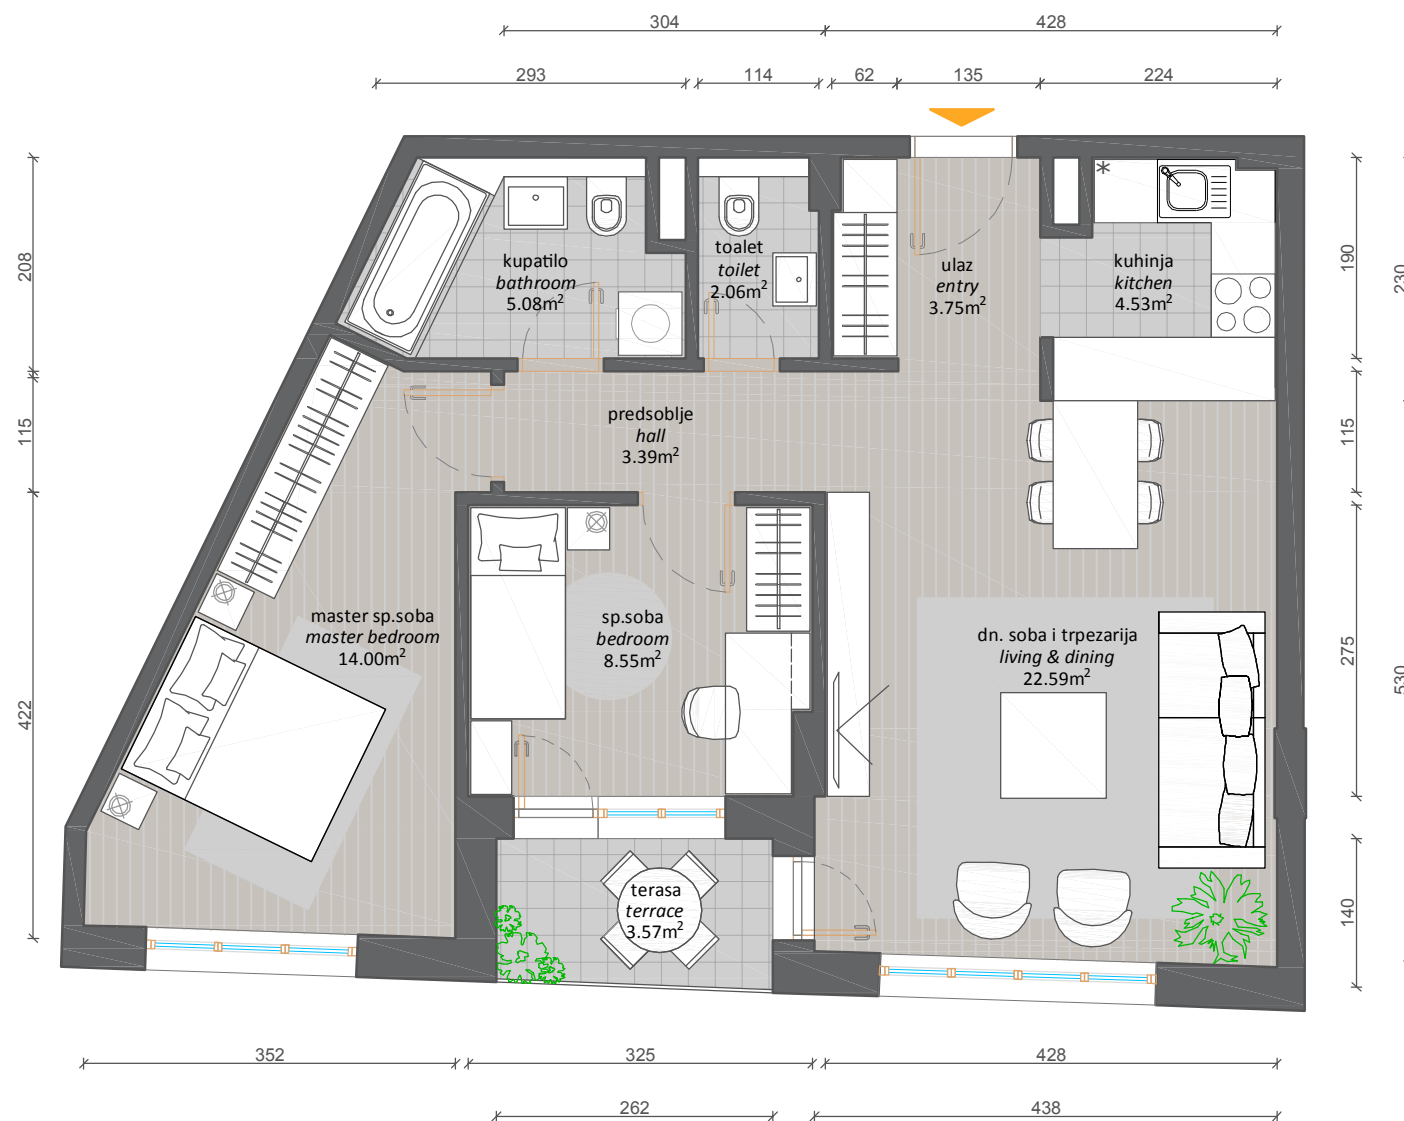 304
428
293
114
62
135
224
208
115
422
190
115
275
140
230
530
kupatilo
bathroom
5.08m²
toalet
toilet
2.06m²
ulaz
entry
3.75m²
*
kuhinja
kitchen
4.53m²
predsoblje
hall
3.39m²
master sp.soba
master bedroom
14.00m²
sp.soba
bedroom
8.55m²
dn. soba i trpezarija
living & dining
22.59m²
terasa
terrace
3.57m²
352
325
428
262
438